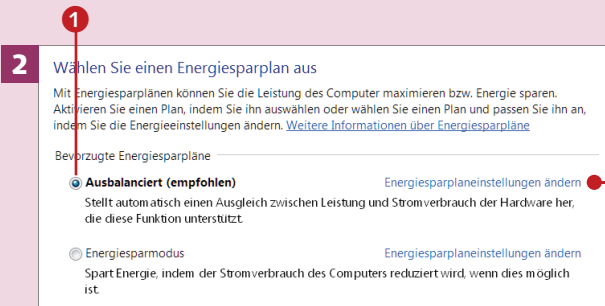 1
2
Wählen Sie einen Energiesparplan aus
Mit Energiesparplänen können Sie die Leistung des Computer maximieren bzw. Energie sparen.
Aktivieren Sie einen Plan, indem Sie ihn auswählen oder wählen Sie einen Plan und passen Sie ihn an,
indem Sie die Energieeinstellungen ändern. Weitere Informationen über Energiesparpläne
Bevorzugte Energiesparpläne
Ausbalanciert (empfohlen) Energiesparplaneinstellungen ändern
Stellt automatisch einen Ausgleich zwischen Leistung und Stromverbrauch der Hardware her,
die diese Funktion unterstützt.
Energiesparmodus Energiesparplaneinstellungen ändern
Spart Energie, indem der Stromverbrauch des Computers reduziert wird, wenn dies möglich
ist.